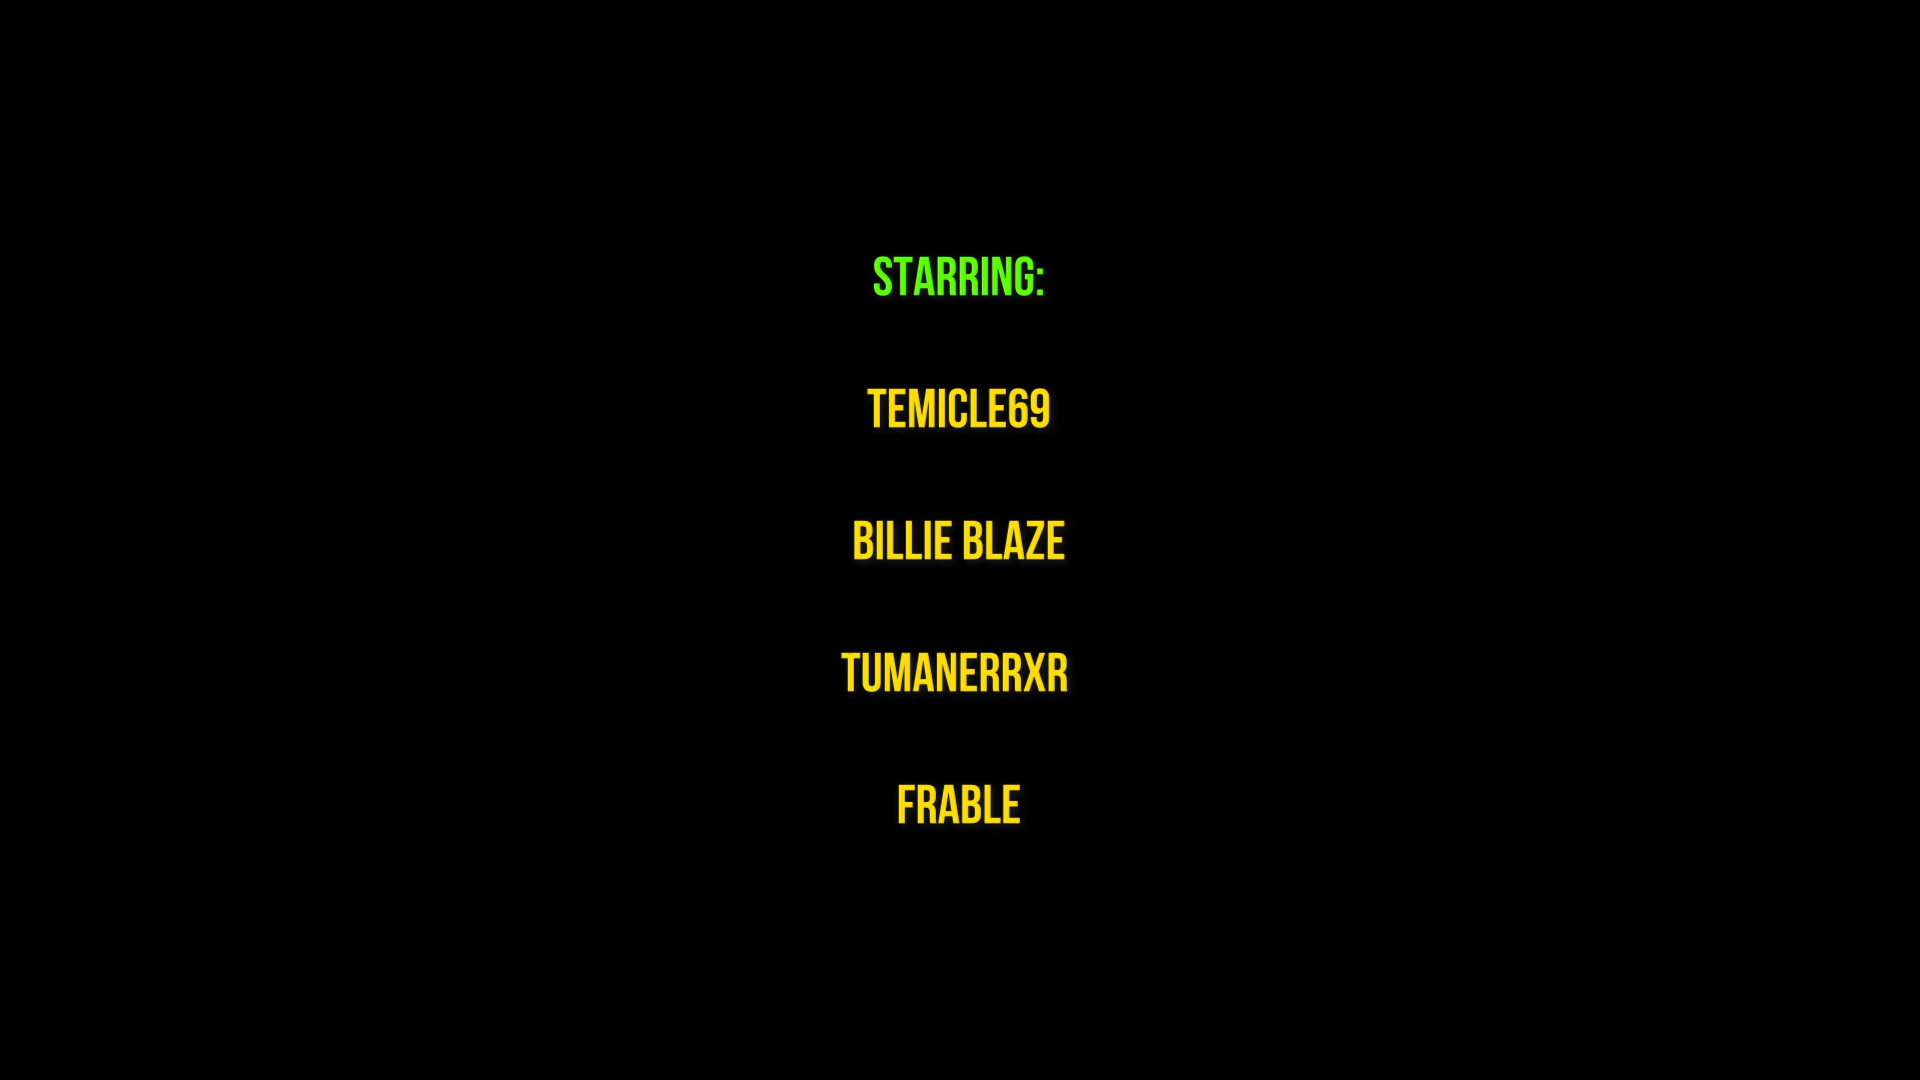 STARRING:
TEMICLE69
BILLIE BLAZE
TUMANERRXR
FRABLE